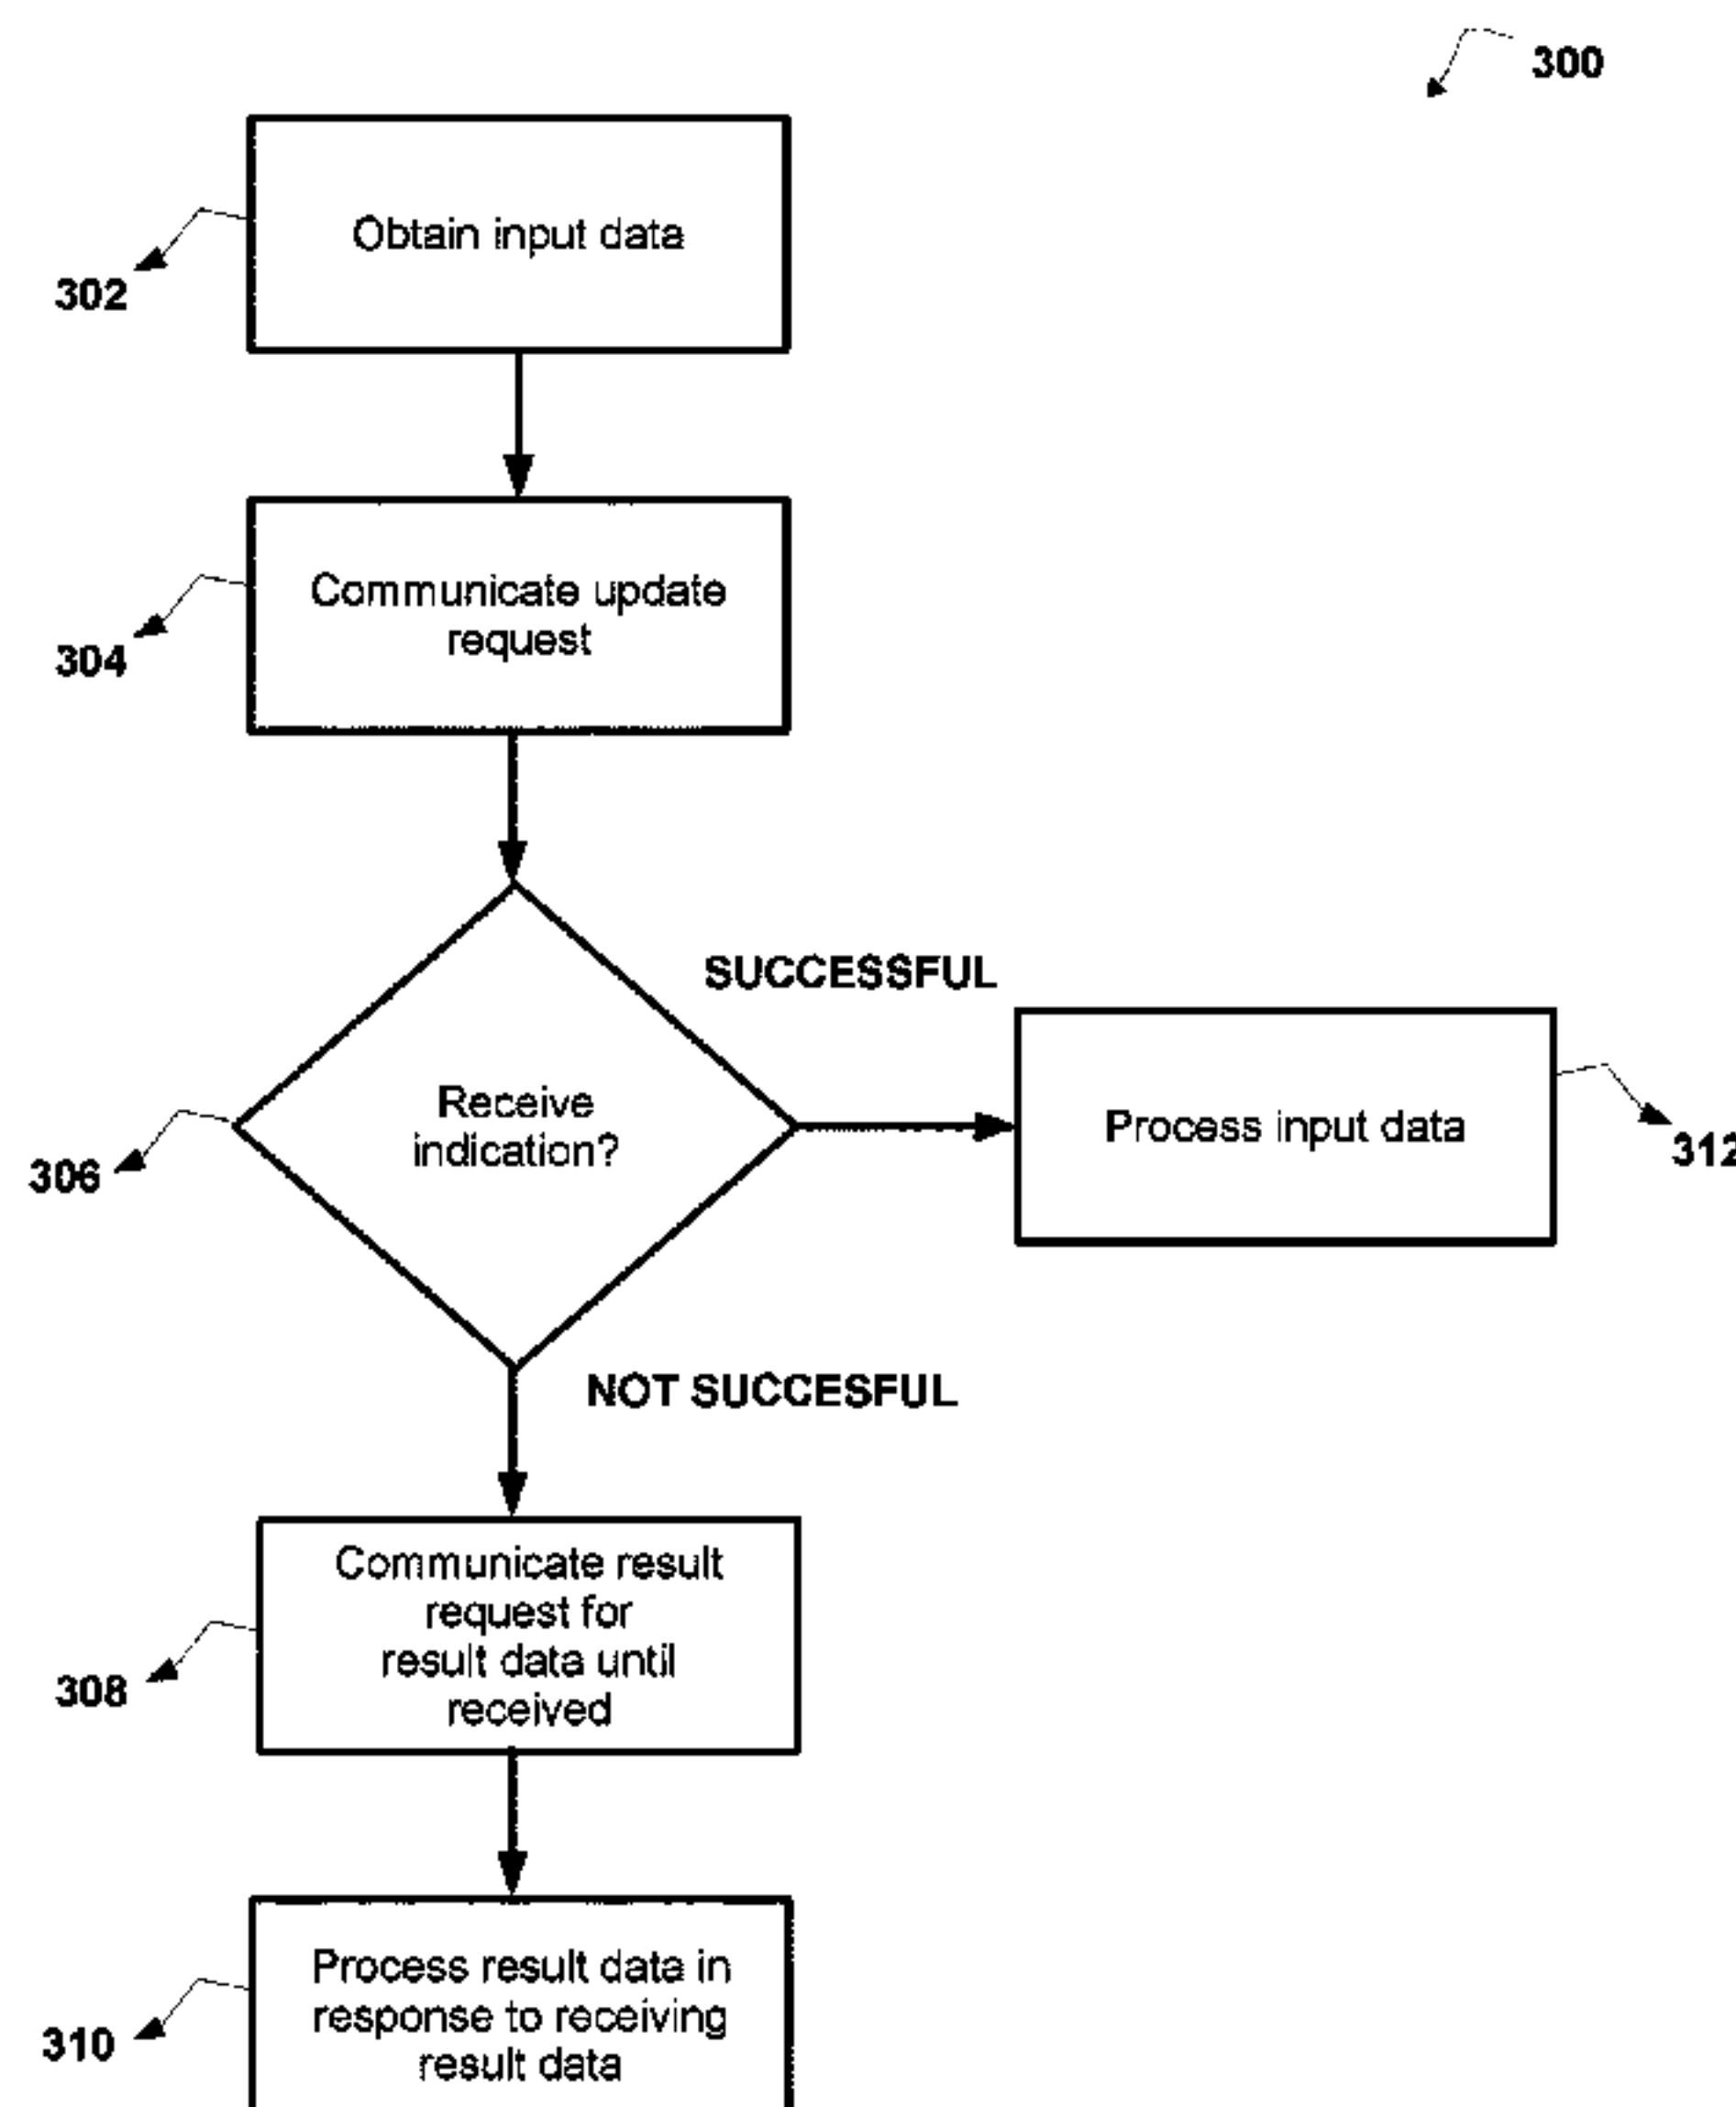 300
Obtain input data
302
Communicate update
request
304
SUCCESSFUL
Receive
indication?
306
Process input data
312
NOT SUCCESFUL
Communicate result
request for
result data until
received
308
Process result data in
response to receiving
result data
310